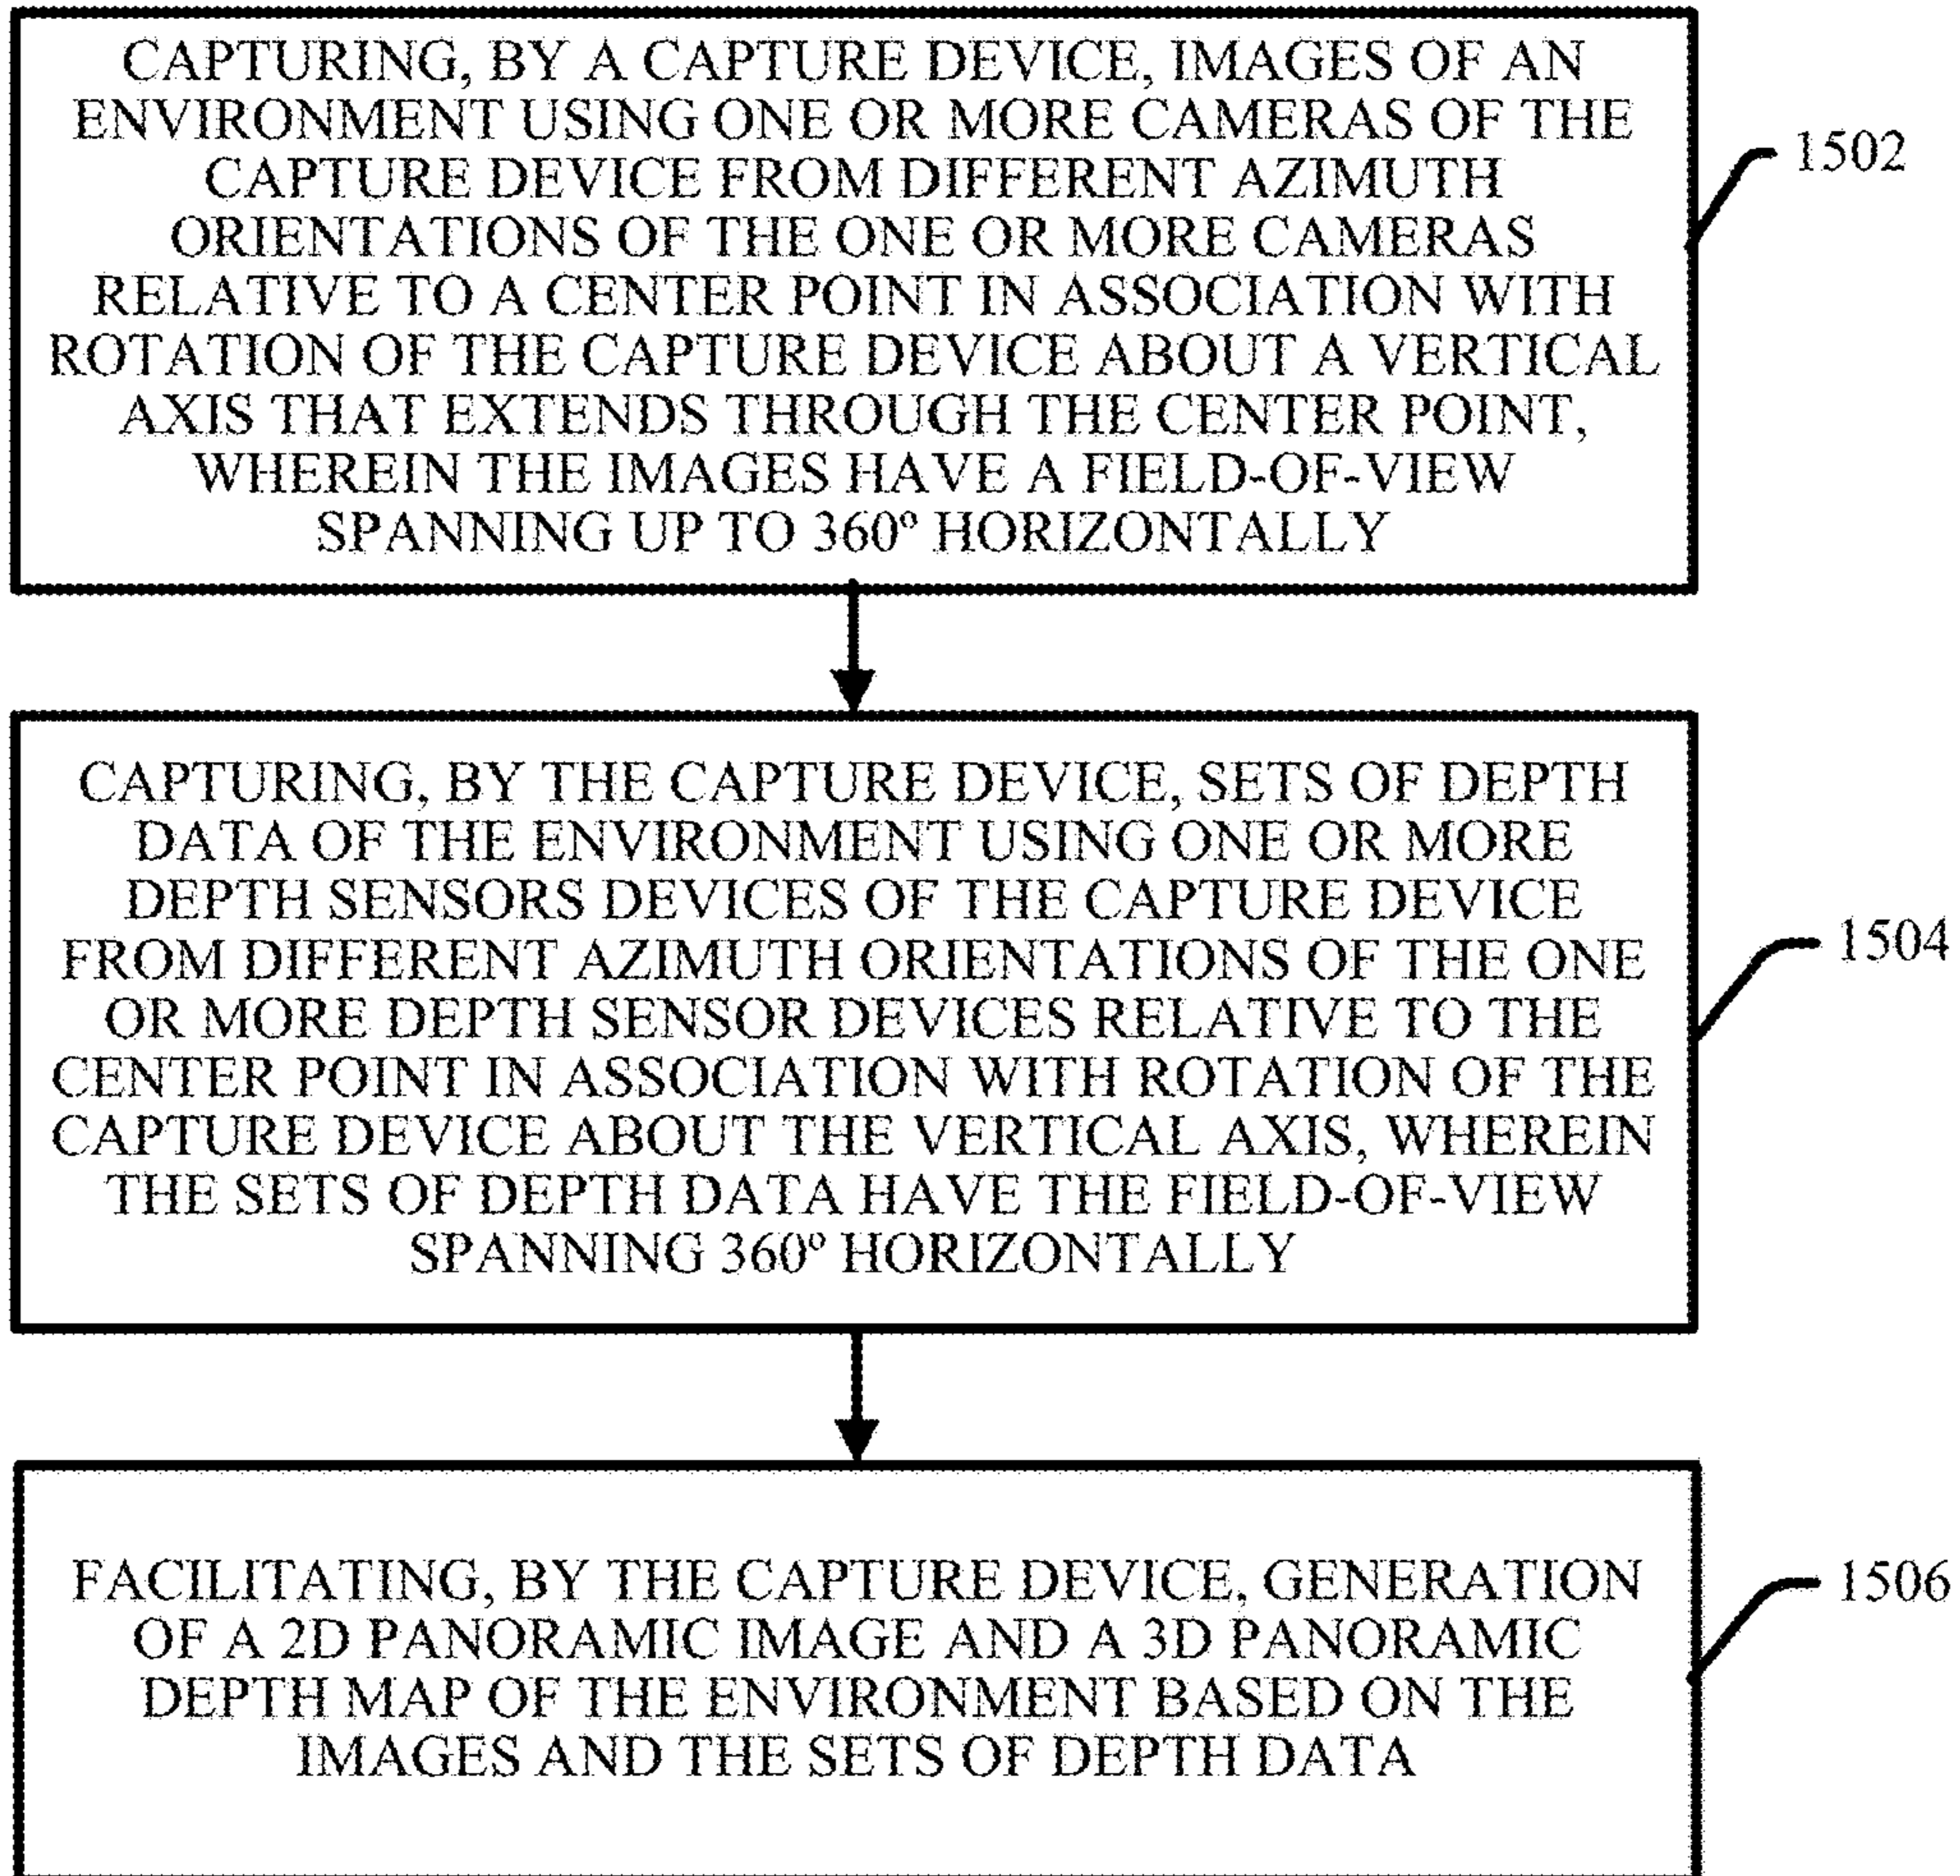 CAPTURING, BY A CAPTURE DEVICE, IMAGES OF AN
ENVIRONMENT USING ONE OR MORE CAMERAS OF THE
CAPTURE DEVICE FROM DIFFERENT AZIMUTH
ORIENTATIONS OF THE ONE OR MORE CAMERAS
RELATIVE TO A CENTER POINT IN ASSOCIATION WITH
ROTATION OF THE CAPTURE DEVICE ABOUT A VERTICAL
AXIS THAT EXTENDS THROUGH THE CENTER POINT,
WHEREIN THE IMAGES HAVE A FIELD-OF-VIEW
SPANNING UP TO 360º HORIZONTALLY
1502
CAPTURING, BY THE CAPTURE DEVICE, SETS OF DEPTH
DATA OF THE ENVIRONMENT USING ONE OR MORE
DEPTH SENSORS DEVICES OF THE CAPTURE DEVICE
FROM DIFFERENT AZIMUTH ORIENTATIONS OF THE ONE
OR MORE DEPTH SENSOR DEVICES RELATIVE TO THE
CENTER POINT IN ASSOCIATION WITH ROTATION OF THE
CAPTURE DEVICE ABOUT THE VERTICAL AXIS, WHEREIN
THE SETS OF DEPTH DATA HAVE THE FIELD-OF-VIEW
SPANNING 360º HORIZONTALLY
1504
FACILITATING, BY THE CAPTURE DEVICE, GENERATION
OF A 2D PANORAMIC IMAGE AND A 3D PANORAMIC
DEPTH MAP OF THE ENVIRONMENT BASED ON THE
IMAGES AND THE SETS OF DEPTH DATA
1506